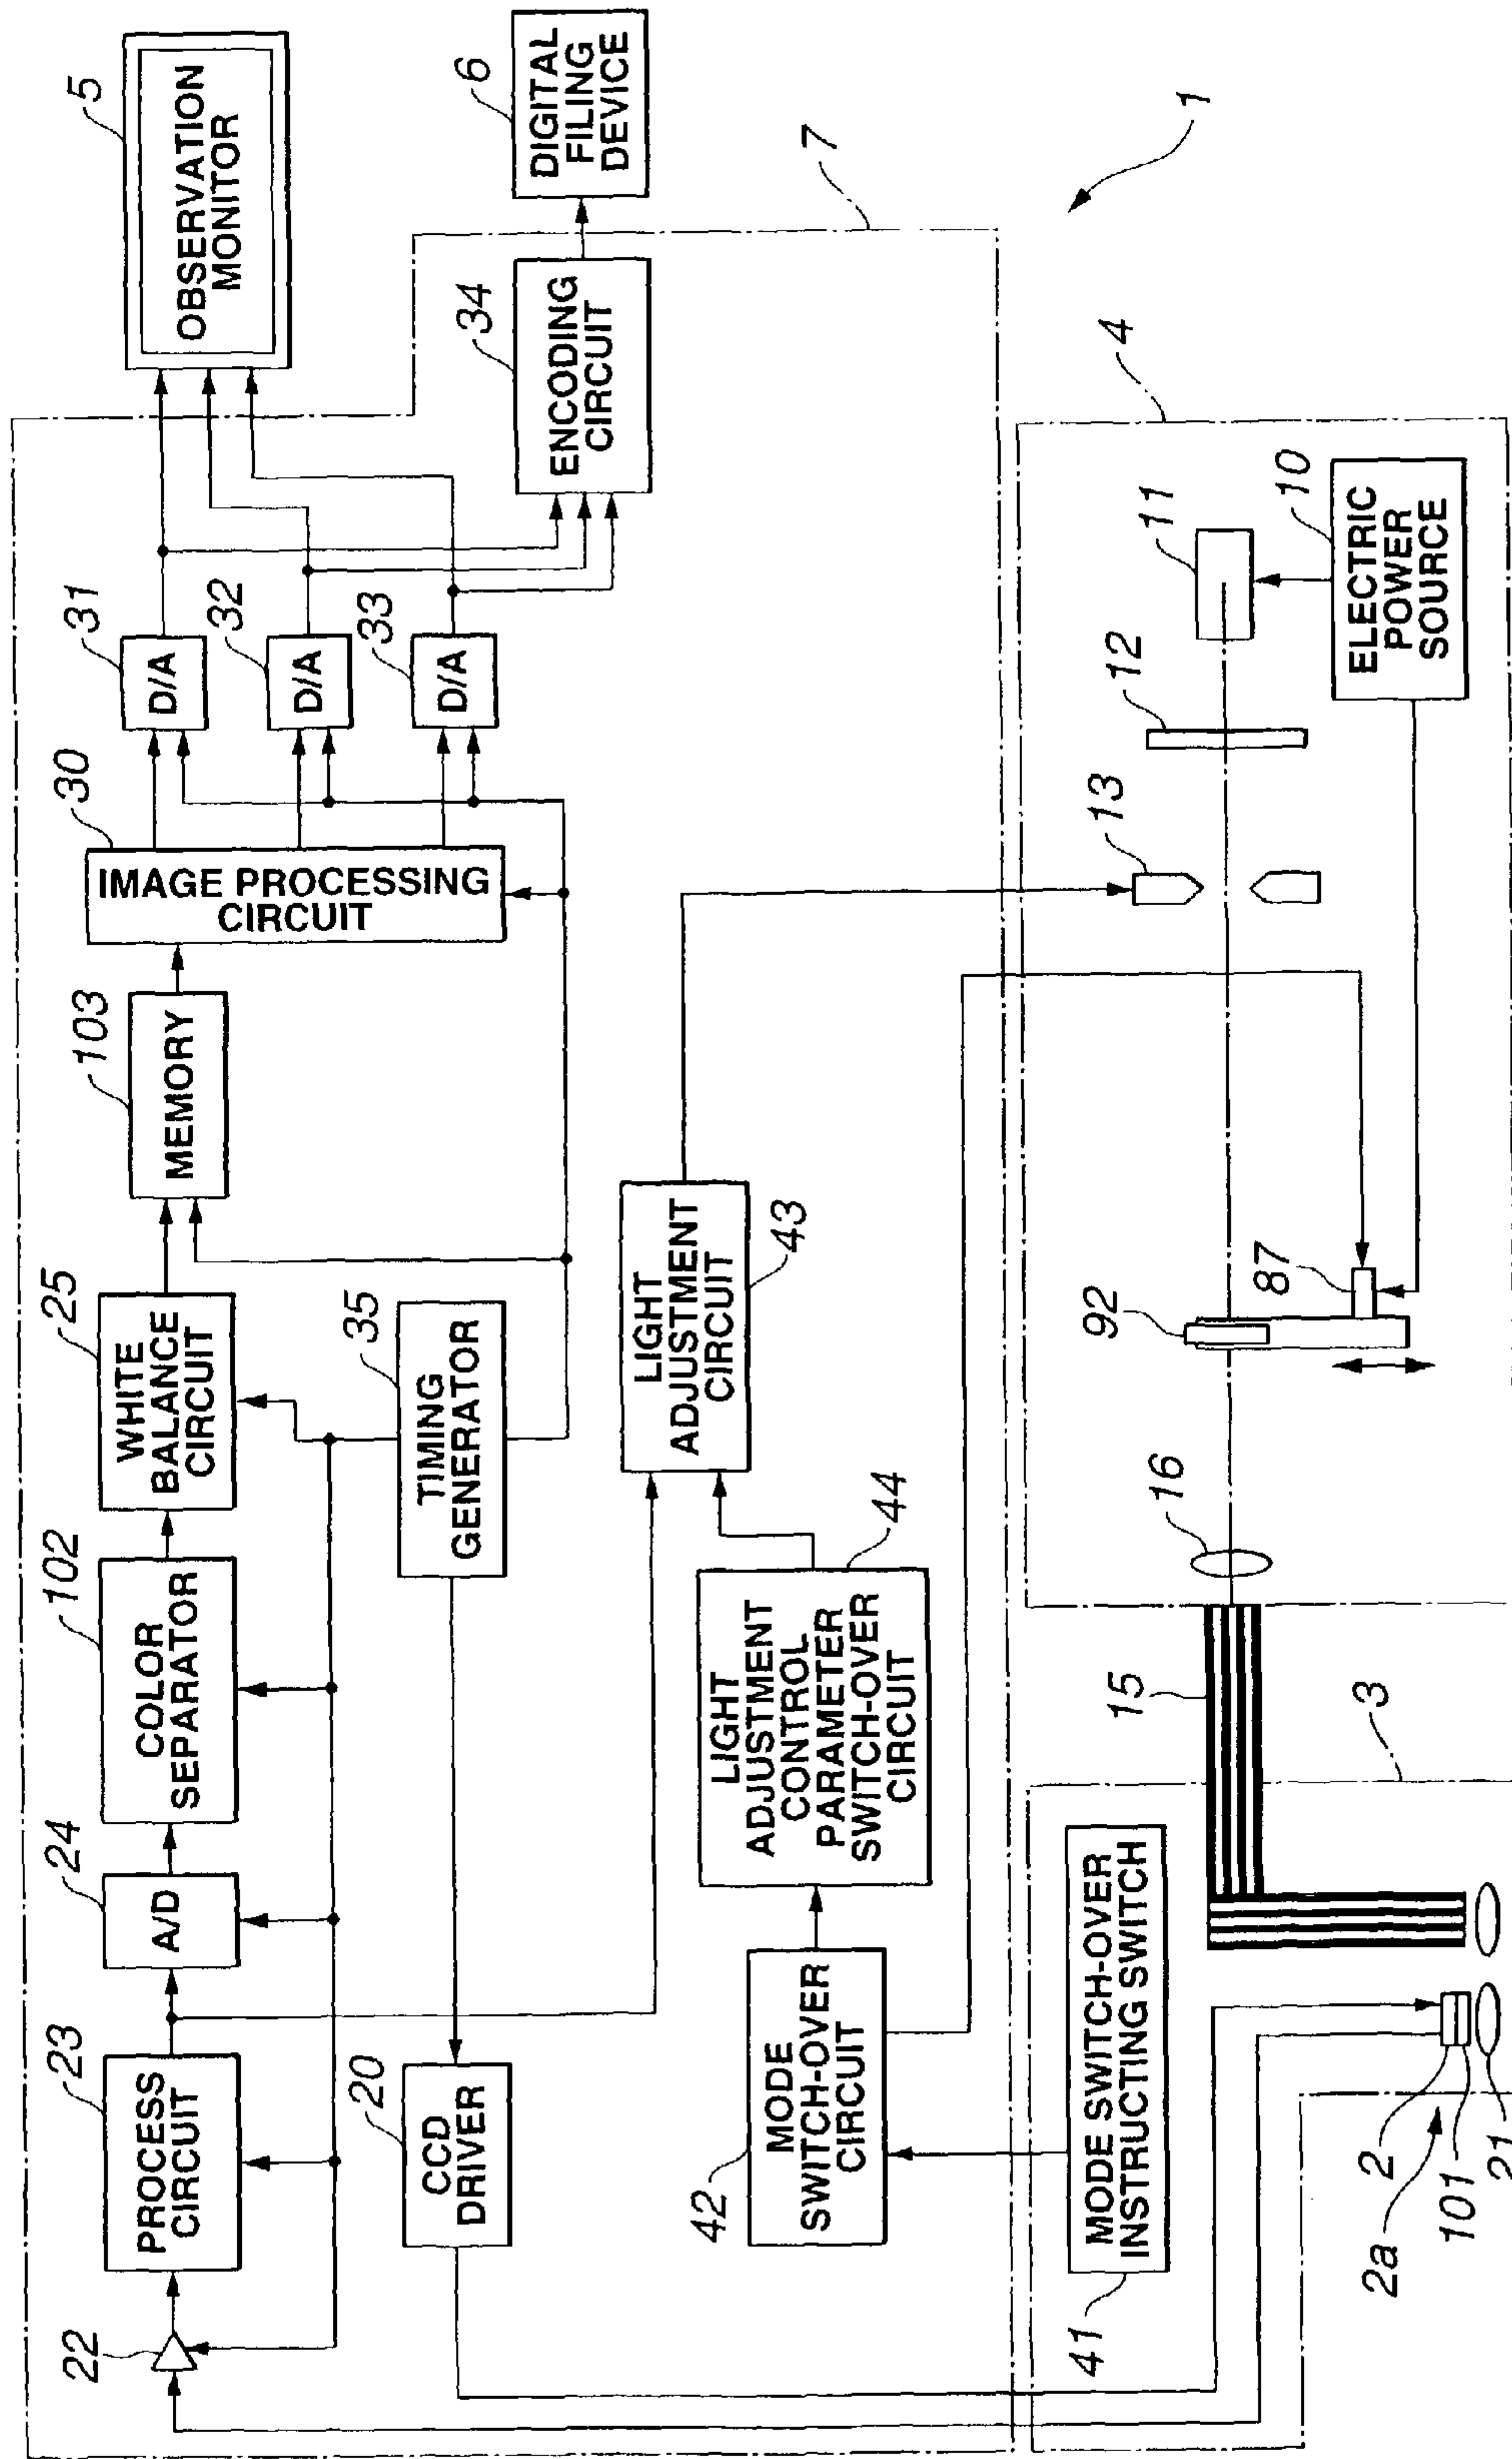 5
OBSERVATION
MONITOR
6
DIGITAL
FILING
DEVICE
7
1
31
D/A
32
D/A
33
D/A
34
ENCODING
CIRCUIT
30
IMAGE PROCESSING
CIRCUIT
103
MEMORY
25
WHITE
BALANCE
CIRCUIT
102
COLOR
SEPARATOR
24
A/D
23
PROCESS
CIRCUIT
22
35
TIMING
GENERATOR
20
CCD
DRIVER
LIGHT
ADJUSTMENT
CIRCUIT
43
LIGHT
ADJUSTMENT
CONTROL
PARAMETER
SWITCH-OVER
CIRCUIT
44
42
MODE
SWITCH-OVER
CIRCUIT
4
11
10
ELECTRIC
POWER
SOURCE
12
13
87
92
16
15
3
MODE SWITCH-OVER
INSTRUCTING SWITCH
41
2
2a
101
21